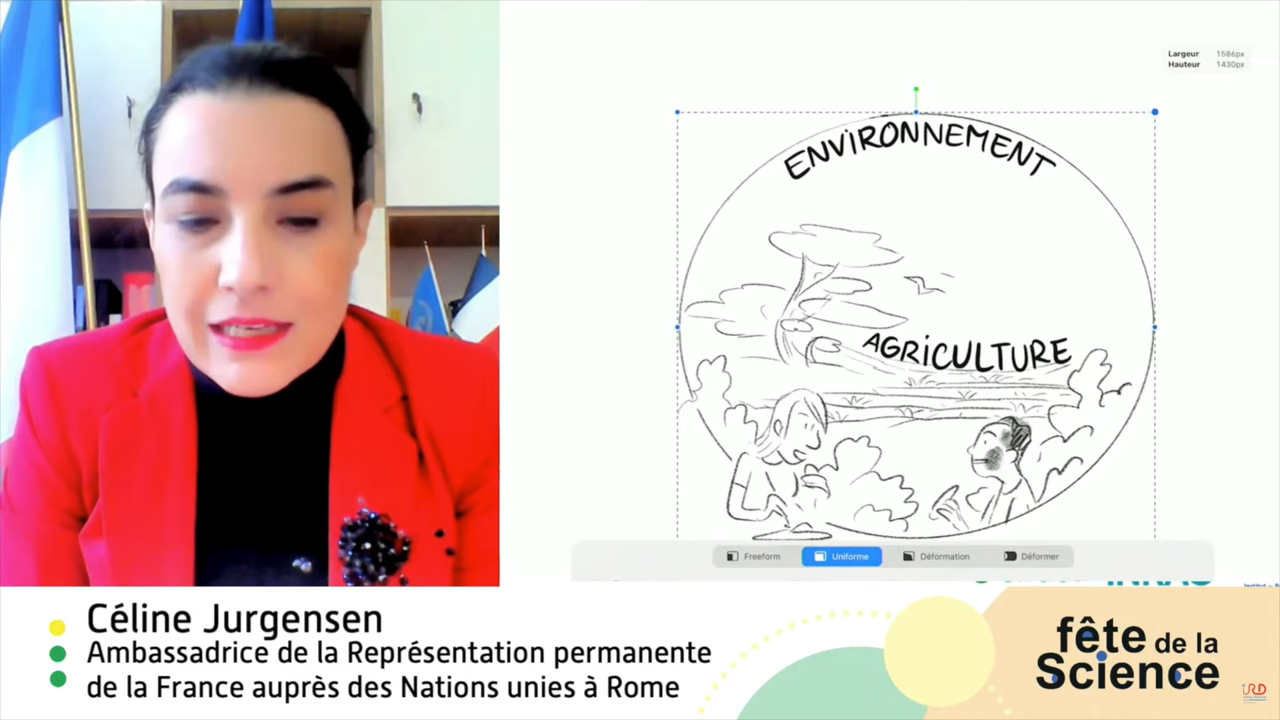 Largeur 1586px
Hauteur 1430px
ENVIRONNEMENT
AGRICULTURE
Freeform Uniforme Déformation Déformer
Céline Jurgensen
Ambassadrice de la Représentation permanente
de la France auprès des Nations unies à Rome
fête de la
Science
IRD